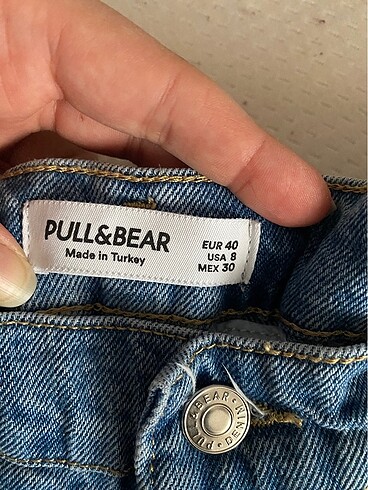 PULL&BEAR
Made in Turkey
EUR 40
USA 8
MEX 30
PULL&BEAR • DENIM •